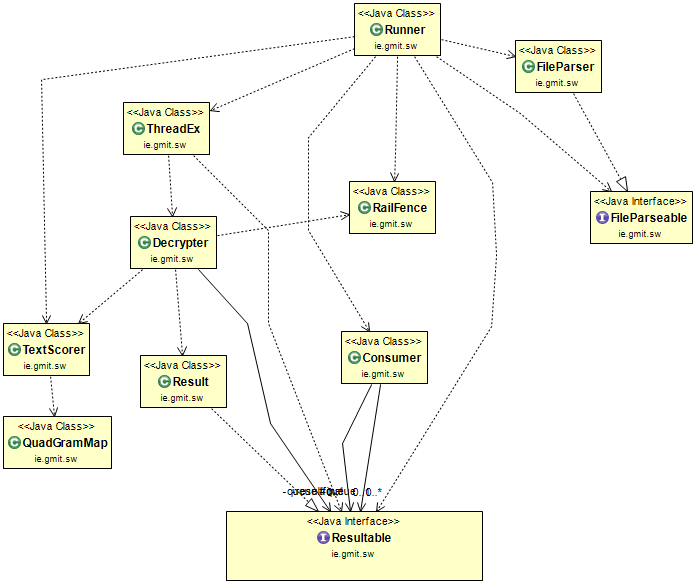 <<Java Class>>
C Runner
ie.gmit.sw
<<Java Class>>
C FileParser
ie.gmit.sw
<<Java Class>>
C ThreadEx
ie.gmit.sw
<<Java Class>>
C RailFence
ie.gmit.sw
<<Java Interface>>
I FileParseable
ie.gmit.sw
<<Java Class>>
C Decrypter
ie.gmit.sw
<<Java Class>>
C TextScorer
ie.gmit.sw
<<Java Class>>
C Consumer
ie.gmit.sw
<<Java Class>>
C Result
ie.gmit.sw
<<Java Class>>
C QuadGramMap
ie.gmit.sw
0..*
<<Java Interface>>
I Resultable
ie.gmit.sw